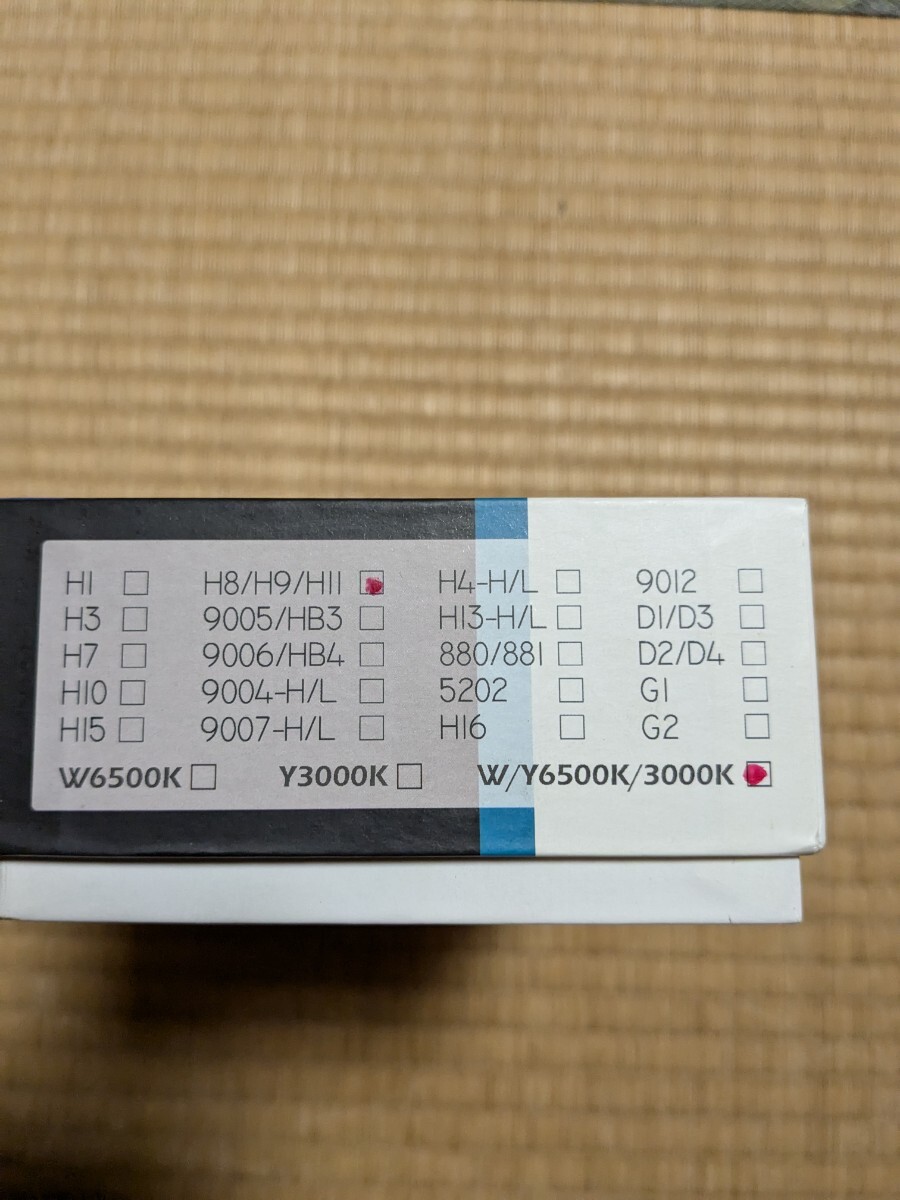 H1 H8/H9/H11 H4-H/L 9012
H3 9005/HB3 H13-H/L D1/D3
H7 9006/HB4 880/881 D2/D4
H10 9004-H/L 5202 G1
H15 9007-H/L H16 G2
W6500K Y3000K W/Y6500K/3000K